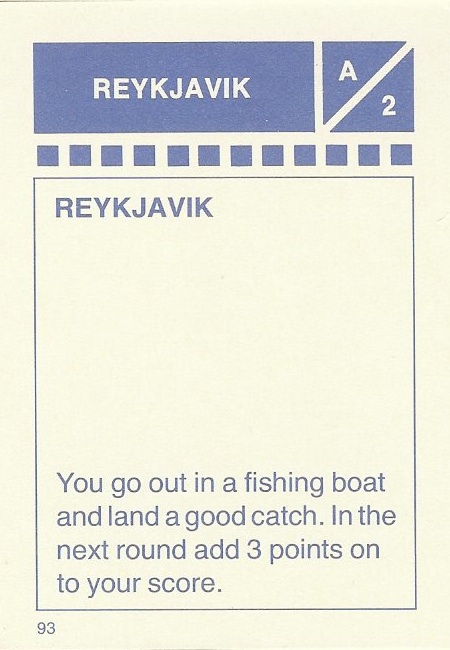 REYKJAVIK
A
2
REYKJAVIK
You go out in a fishing boat
and land a good catch. In the
next round add 3 points on
to your score.
93